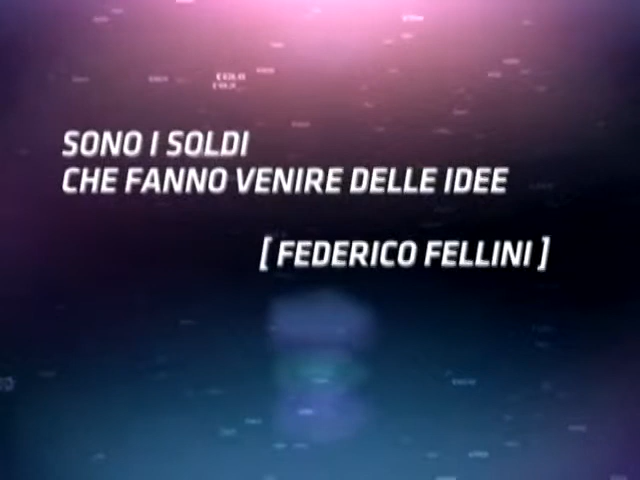 SONO I SOLDI
CHE FANNO VENIRE DELLE IDEE
[ FEDERICO FELLINI ]